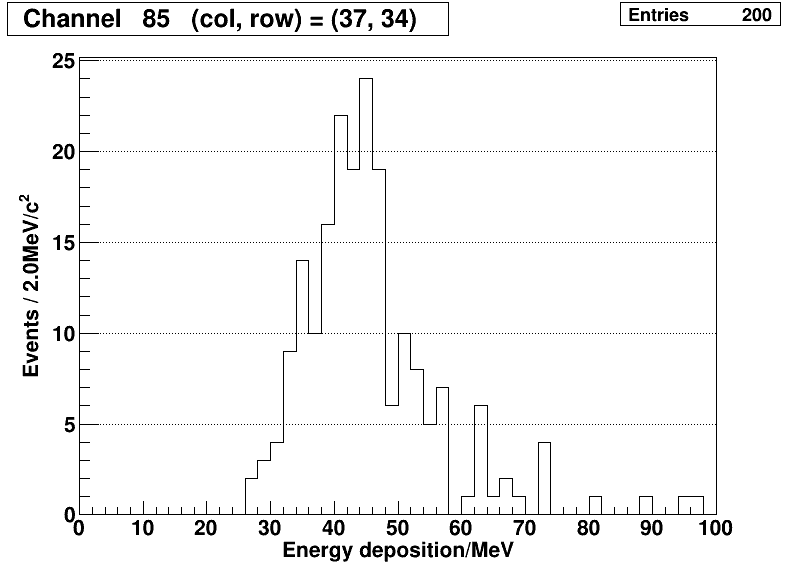 Channel 85 (col, row) = (37, 34)
Entries 200
25
20
15
10
5
0
Events / 2.0MeV/c²
0 10 20 30 40 50 60 70 80 90 100
Energy deposition/MeV